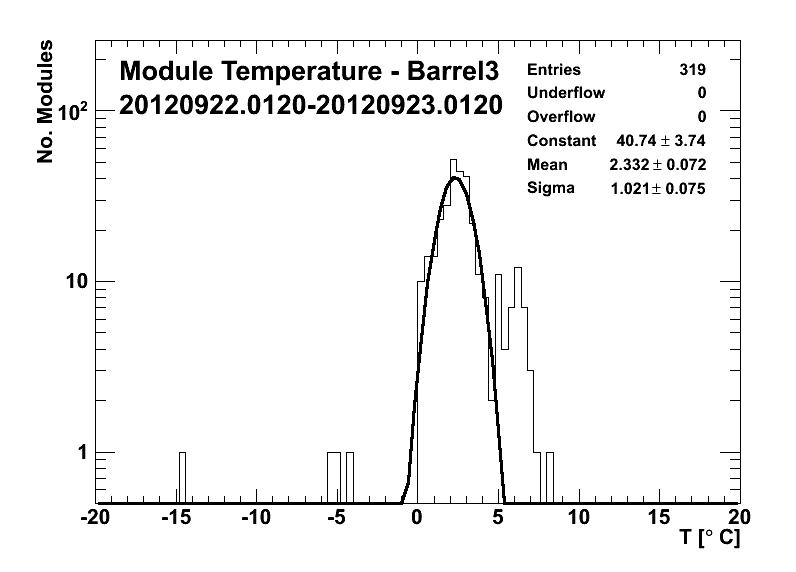 Module Temperature - Barrel3
20120922.0120-20120923.0120
Entries 319
Underflow 0
Overflow 0
Constant 40.74 ± 3.74
Mean 2.332 ± 0.072
Sigma 1.021± 0.075
No. Modules
10²
10
1
-20 -15 -10 -5 0 5 10 15 20
T [° C]